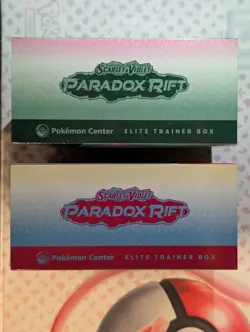 SCARLET & VIOLET
PARADOX RIFT
Pokémon Center ELITE TRAINER BOX
SCARLET & VIOLET
PARADOX RIFT
Pokémon Center ELITE TRAINER BOX